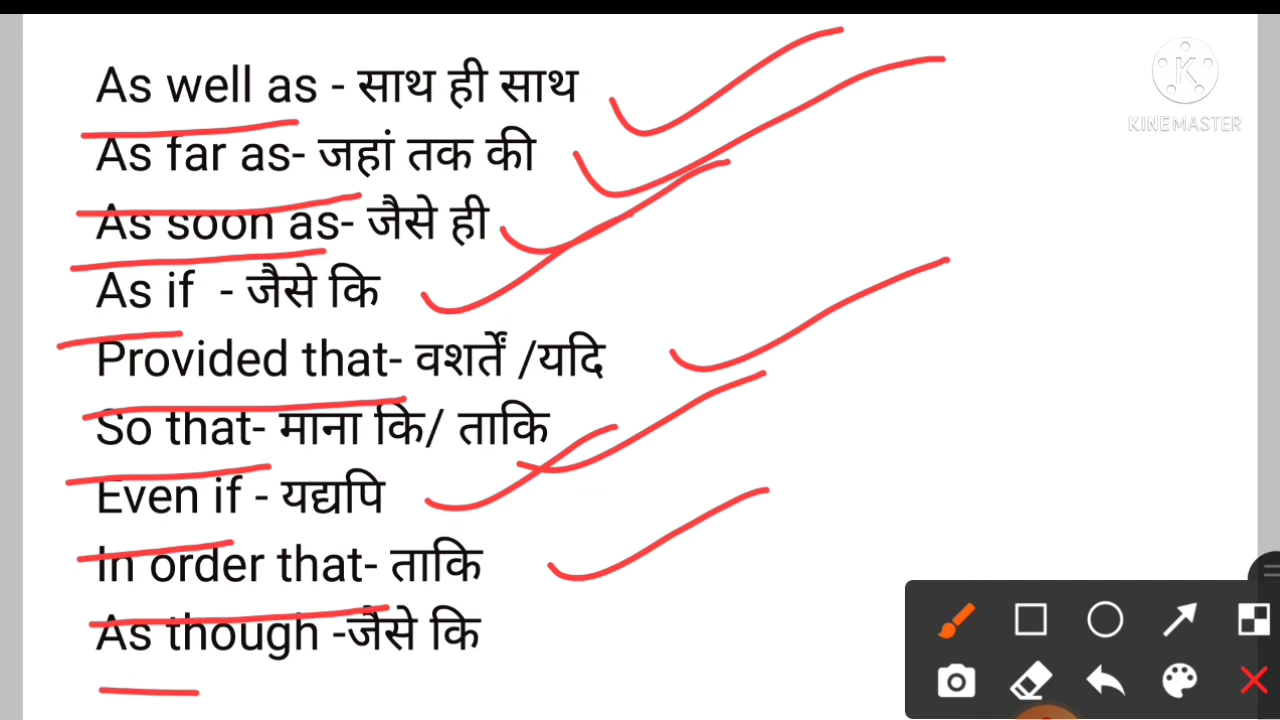 As well as - साथ ही साथ
As far as- जहां तक की
As soon as- जैसे ही
As if - जैसे कि
Provided that- वशर्तें /यदि
So that- माना कि/ ताकि
Even if - यद्यपि
In order that- ताकि
As though -जैसे कि
K
KINEMASTER